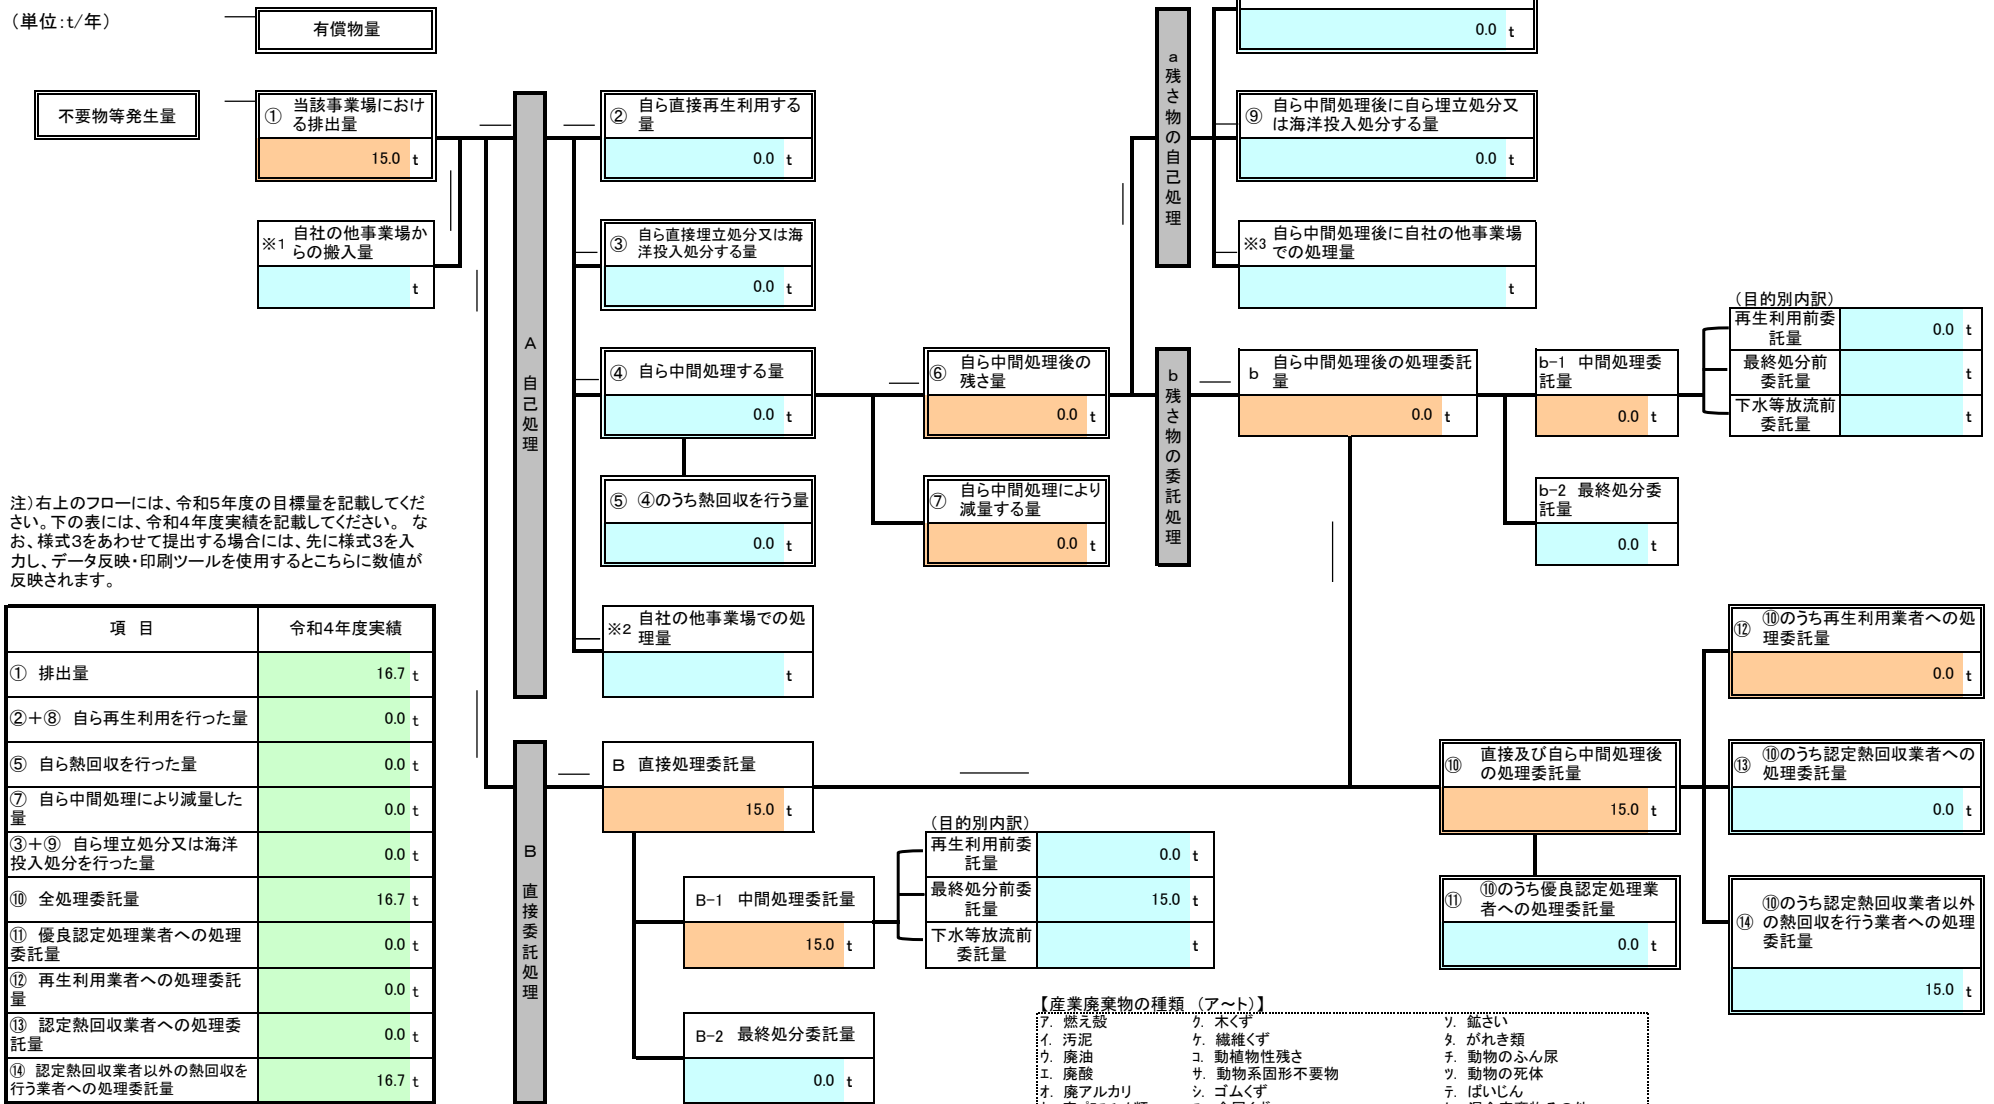 （単位：t/年）
有償物量
不要物等発生量
① 当該事業場におけ
る排出量
15.0 t
※1 自社の他事業場か
らの搬入量
t
A 自己処理
② 自ら直接再生利用する
量
0.0 t
③ 自ら直接埋立処分又は海
洋投入処分する量
0.0 t
④ 自ら中間処理する量
0.0 t
⑤ ④のうち熱回収を行う量
0.0 t
※2 自社の他事業場での処
理量
t
⑥ 自ら中間処理後の
残さ量
0.0 t
⑦ 自ら中間処理により
減量する量
0.0 t
a 残さ物の自己処理
0.0 t
⑨ 自ら中間処理後に自ら埋立処分又
は海洋投入処分する量
0.0 t
※3 自ら中間処理後に自社の他事業場
での処理量
t
b 残さ物の委託処理
b 自ら中間処理後の処理委託
量
0.0 t
b-1 中間処理委
託量
0.0 t
（目的別内訳）
再生利用前委
託量
0.0 t
最終処分前
委託量
t
下水等放流前
委託量
t
b-2 最終処分委
託量
0.0 t
注）右上のフローには、令和5年度の目標量を記載してくだ
さい。下の表には、令和4年度実績を記載してください。 な
お、様式3をあわせて提出する場合には、先に様式3を入
力し、データ反映・印刷ツールを使用するとこちらに数値が
反映されます。
項 目 令和4年度実績
① 排出量 16.7 t
②＋⑧ 自ら再生利用を行った量 0.0 t
⑤ 自ら熱回収を行った量 0.0 t
⑦ 自ら中間処理により減量した
量 0.0 t
③＋⑨ 自ら埋立処分又は海洋
投入処分を行った量 0.0 t
⑩ 全処理委託量 16.7 t
⑪ 優良認定処理業者への処理
委託量 0.0 t
⑫ 再生利用業者への処理委託
量 0.0 t
⑬ 認定熱回収業者への処理委
託量 0.0 t
⑭ 認定熱回収業者以外の熱回収を
行う業者への処理委託量 16.7 t
B 直接委託処理
B 直接処理委託量
15.0 t
B-1 中間処理委託量
15.0 t
（目的別内訳）
再生利用前委
託量
0.0 t
最終処分前委
託量
15.0 t
下水等放流前
委託量
t
B-2 最終処分委託量
0.0 t
⑩ 直接及び自ら中間処理後
の処理委託量
15.0 t
⑪ ⑩のうち優良認定処理業
者への処理委託量
0.0 t
⑫ ⑩のうち再生利用業者への処
理委託量
0.0 t
⑬ ⑩のうち認定熱回収業者への
処理委託量
0.0 t
⑭ ⑩のうち認定熱回収業者以外
の熱回収を行う業者への処理
委託量
15.0 t
【産業廃棄物の種類 （ア～ト）】
ア. 燃え殻 ク. 木くず ソ. 鉱さい
イ. 汚泥 ケ. 繊維くず タ. がれき類
ウ. 廃油 コ. 動植物性残さ チ. 動物のふん尿
エ. 廃酸 サ. 動物系固形不要物 ツ. 動物の死体
オ. 廃アルカリ シ. ゴムくず テ. ばいじん